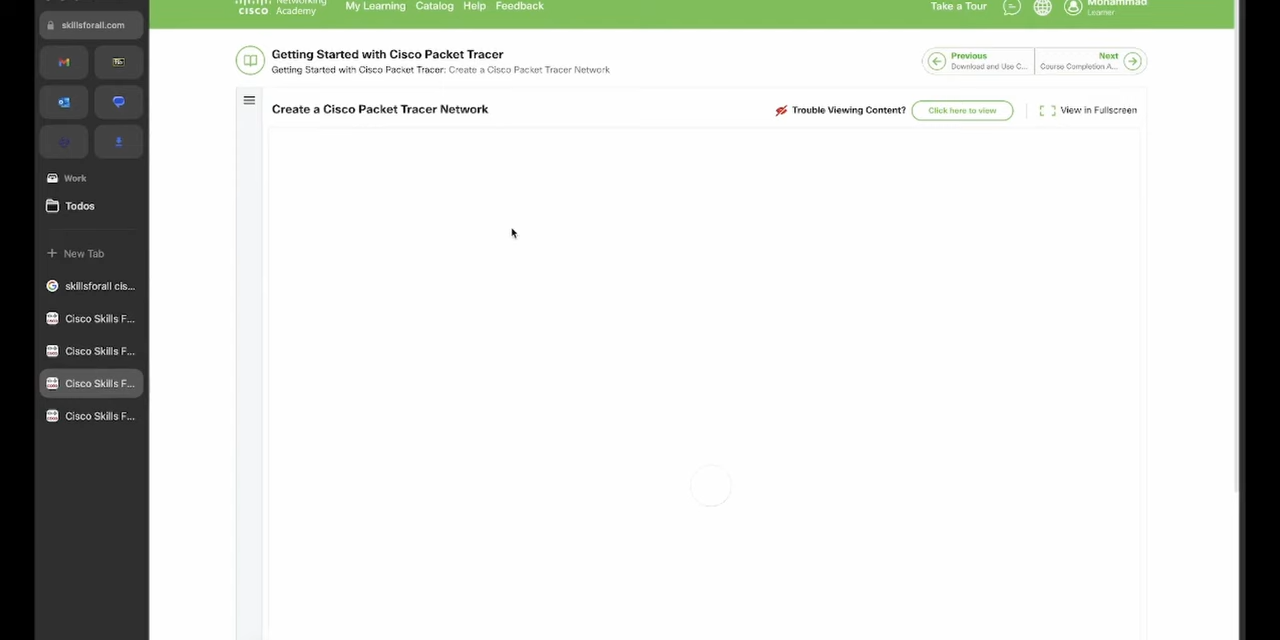 skillsforall.com
Work
Todos
New Tab
skillsforall cis...
Cisco Skills F...
Cisco Skills F...
Cisco Skills F...
Cisco Skills F...
CISCO Networking Academy
My Learning Catalog Help Feedback
Take a Tour
Mohammad
Learner
Getting Started with Cisco Packet Tracer
Getting Started with Cisco Packet Tracer: Create a Cisco Packet Tracer Network
Previous
Download and Use C...
Next
Course Completion A...
Create a Cisco Packet Tracer Network
Trouble Viewing Content? Click here to view
View in Fullscreen